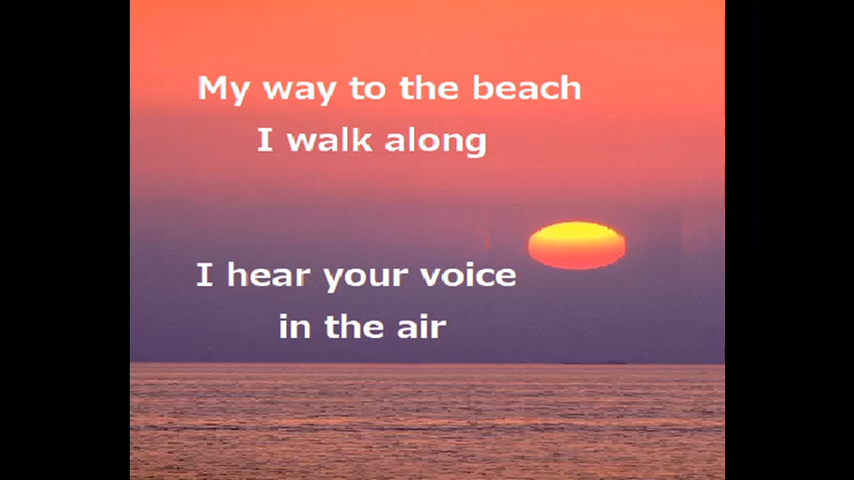 My way to the beach
I walk along
I hear your voice
in the air